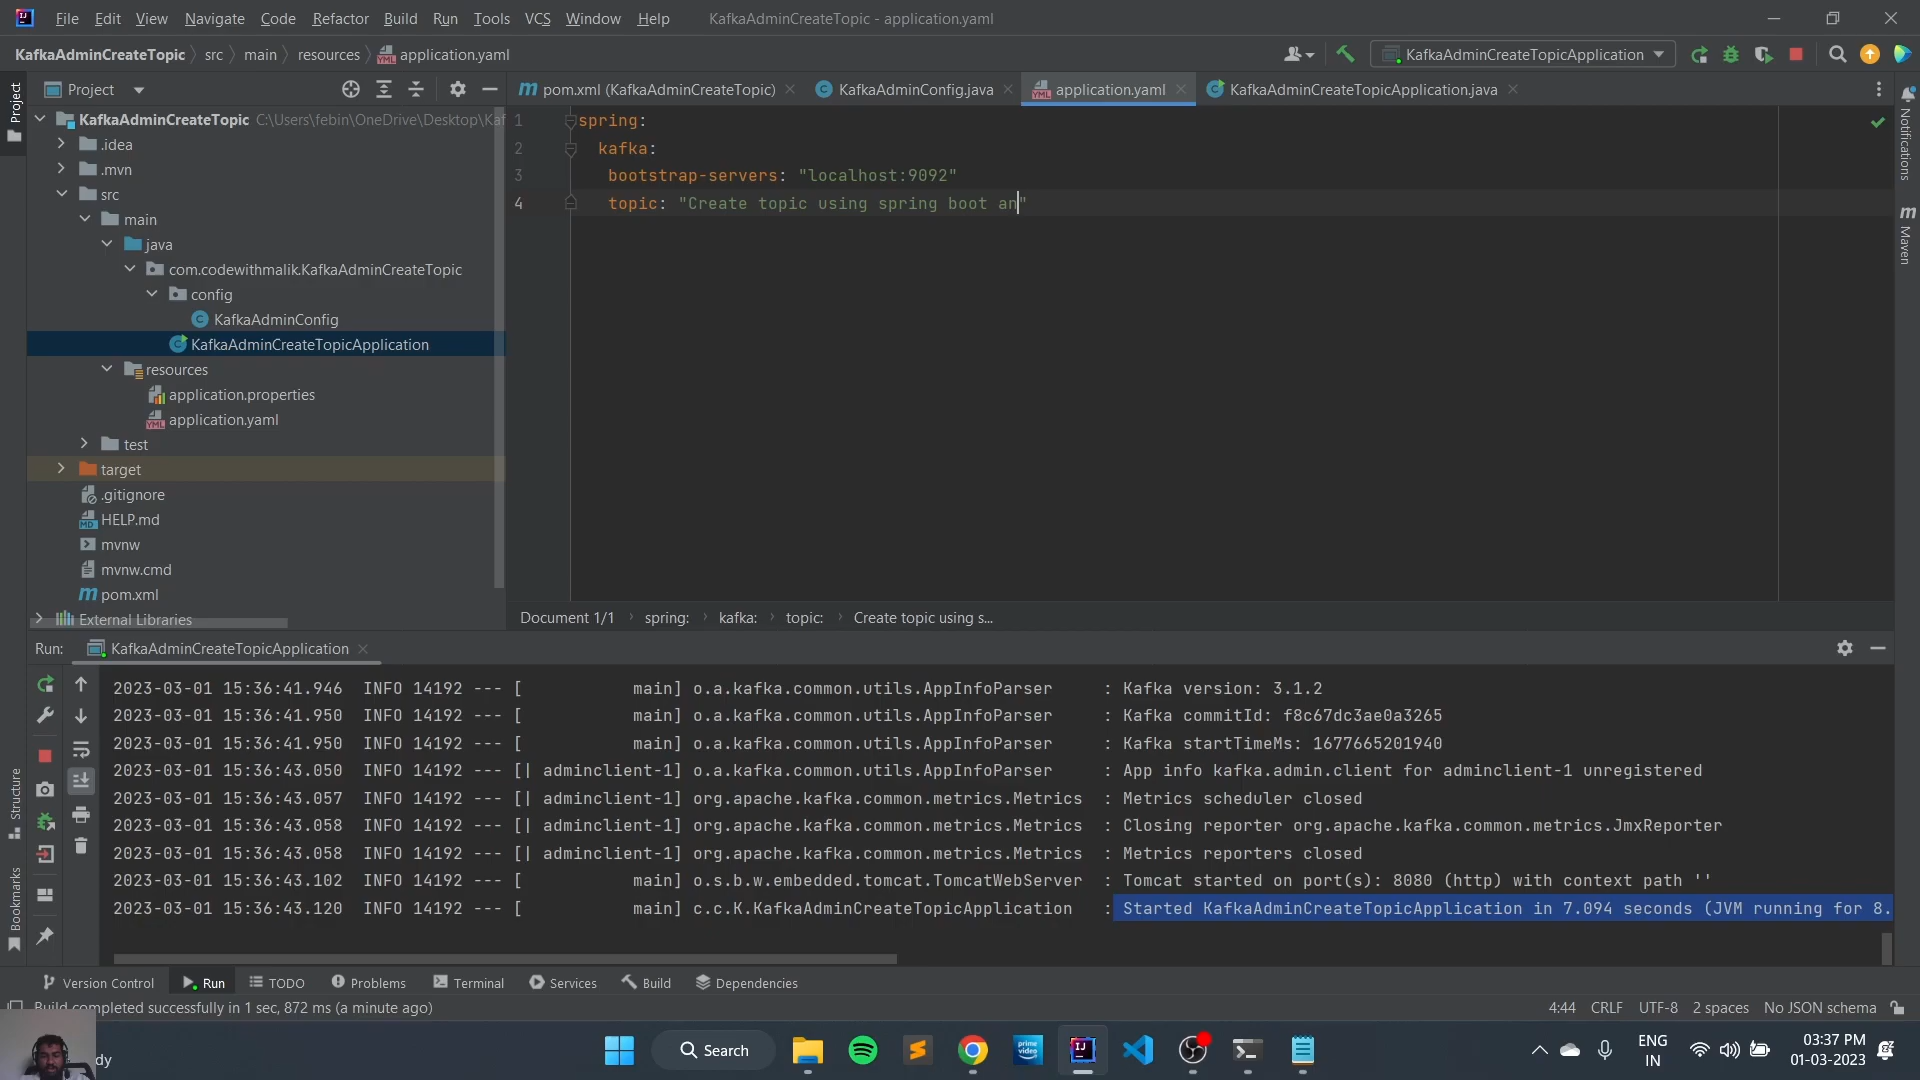 File Edit View Navigate Code Refactor Build Run Tools VCS Window Help KafkaAdminCreateTopic - application.yaml
KafkaAdminCreateTopic src main resources application.yaml KafkaAdminCreateTopicApplication
Project pom.xml (KafkaAdminCreateTopic) KafkaAdminConfig.java application.yaml KafkaAdminCreateTopicApplication.java
Project
Notifications
Maven
KafkaAdminCreateTopic C:\Users\febin\OneDrive\Desktop\Kaf
.idea
.mvn
src
main
java
com.codewithmalik.KafkaAdminCreateTopic
config
KafkaAdminConfig
KafkaAdminCreateTopicApplication
resources
application.properties
application.yaml
test
target
.gitignore
HELP.md
mvnw
mvnw.cmd
pom.xml
External Libraries
1 spring:
2 kafka:
3 bootstrap-servers: "localhost:9092"
4 topic: "Create topic using spring boot an"
Document 1/1 spring: kafka: topic: Create topic using s...
Run: KafkaAdminCreateTopicApplication
2023-03-01 15:36:41.946 INFO 14192 --- [ main] o.a.kafka.common.utils.AppInfoParser : Kafka version: 3.1.2
2023-03-01 15:36:41.950 INFO 14192 --- [ main] o.a.kafka.common.utils.AppInfoParser : Kafka commitId: f8c67dc3ae0a3265
2023-03-01 15:36:41.950 INFO 14192 --- [ main] o.a.kafka.common.utils.AppInfoParser : Kafka startTimeMs: 1677665201940
2023-03-01 15:36:43.050 INFO 14192 --- [| adminclient-1] o.a.kafka.common.utils.AppInfoParser : App info kafka.admin.client for adminclient-1 unregistered
2023-03-01 15:36:43.057 INFO 14192 --- [| adminclient-1] org.apache.kafka.common.metrics.Metrics : Metrics scheduler closed
2023-03-01 15:36:43.058 INFO 14192 --- [| adminclient-1] org.apache.kafka.common.metrics.Metrics : Closing reporter org.apache.kafka.common.metrics.JmxReporter
2023-03-01 15:36:43.058 INFO 14192 --- [| adminclient-1] org.apache.kafka.common.metrics.Metrics : Metrics reporters closed
2023-03-01 15:36:43.102 INFO 14192 --- [ main] o.s.b.w.embedded.tomcat.TomcatWebServer : Tomcat started on port(s): 8080 (http) with context path ''
2023-03-01 15:36:43.120 INFO 14192 --- [ main] c.c.K.KafkaAdminCreateTopicApplication : Started KafkaAdminCreateTopicApplication in 7.094 seconds (JVM running for 8.
Structure
Bookmarks
Version Control Run TODO Problems Terminal Services Build Dependencies
Build completed successfully in 1 sec, 872 ms (a minute ago) 4:44 CRLF UTF-8 2 spaces No JSON schema
dy Search prime video IJ ENG IN 03:37 PM
01-03-2023